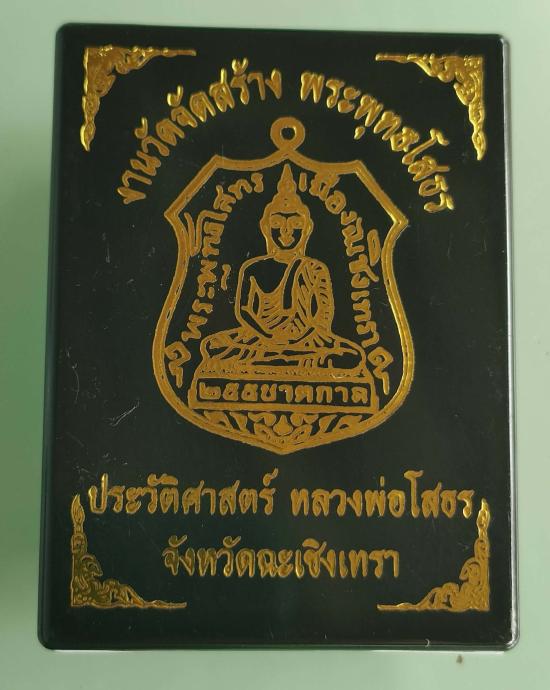 งานวัดจัดสร้าง พระพุทธโสธร
พระพุทธโสทร เมืองฉเชิงเทรา
๒๕๕ชาตกาล
ประวัติศาสตร์ หลวงพ่อโสธร
จังหวัดฉะเชิงเทรา